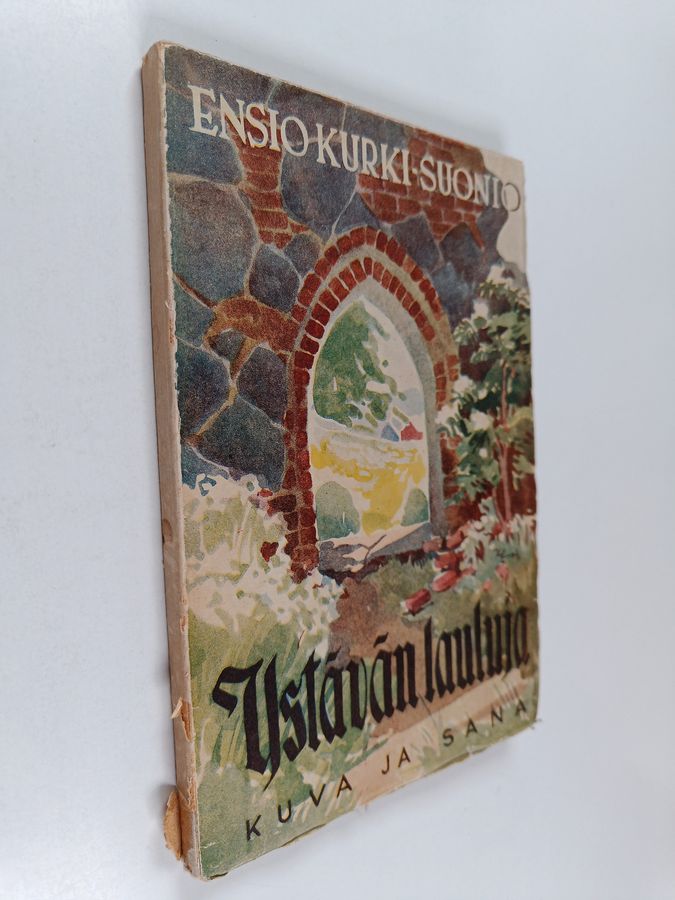 ENSIO·KURKI-SUONIO
Ystävän lauluja
KUVA JA SANA